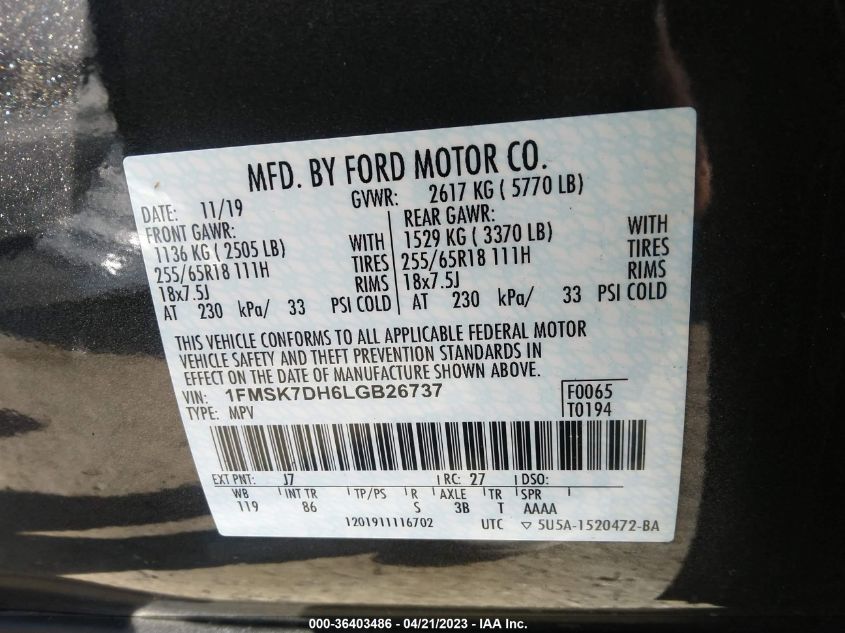 MFD. BY FORD MOTOR CO.
DATE: 11/19 GVWR: 2617 KG ( 5770 LB)
FRONT GAWR: REAR GAWR:
1136 KG ( 2505 LB) WITH 1529 KG ( 3370 LB) WITH
255/65R18 111H TIRES 255/65R18 111H TIRES
18x7.5J RIMS 18x7.5J RIMS
AT 230 kPa/ 33 PSI COLD AT 230 kPa/ 33 PSI COLD
THIS VEHICLE CONFORMS TO ALL APPLICABLE FEDERAL MOTOR
VEHICLE SAFETY AND THEFT PREVENTION STANDARDS IN
EFFECT ON THE DATE OF MANUFACTURE SHOWN ABOVE.
VIN: 1FMSK7DH6LGB26737 F0065
TYPE: MPV T0194
EXT PNT: J7 RC: 27 DSO:
WB INT TR TP/PS R AXLE TR SPR
119 86 S 3B T AAAA
1201911116702 UTC ▽ 5U5A-1520472-BA
000-36403486 - 04/21/2023 - IAA Inc.